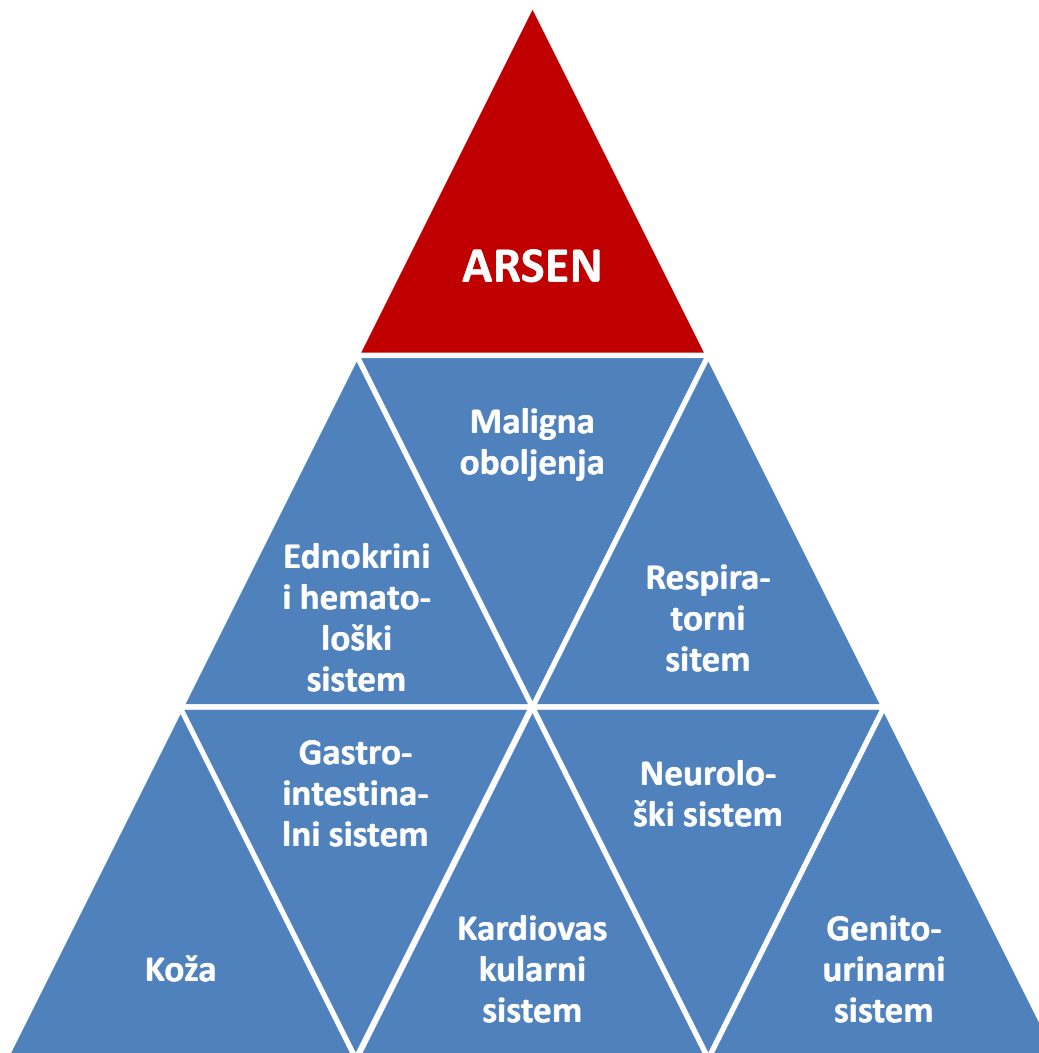 ARSEN
Maligna
oboljenja
Ednokrini
i hemato-
loški
sistem
Respira-
torni
sitem
Gastro-
intestina-
lni sistem
Neurolo-
ški sistem
Koža
Kardiovas
kularni
sistem
Genito-
urinarni
sistem